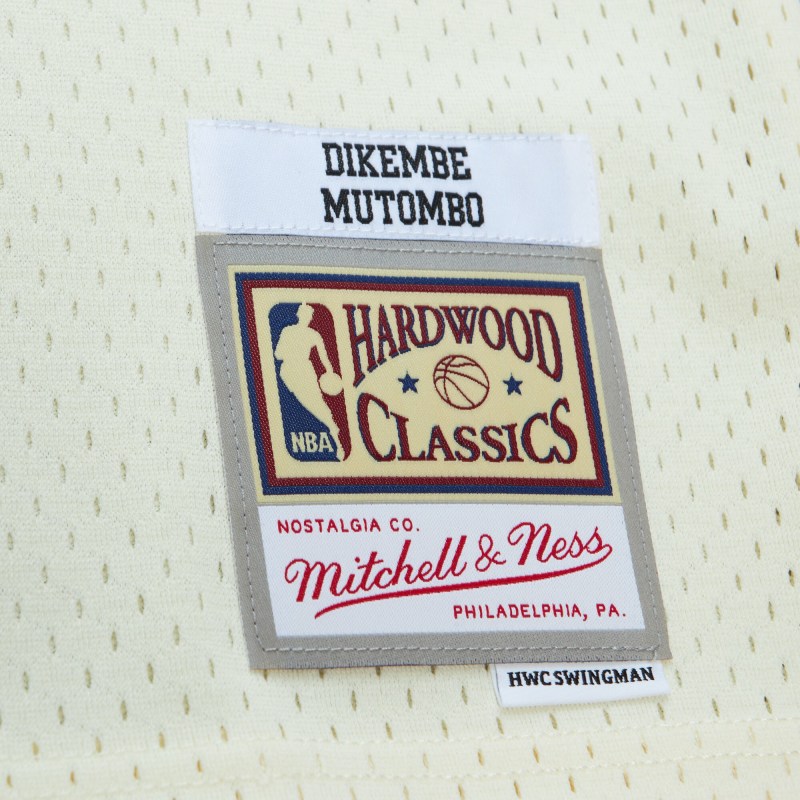 DIKEMBE
MUTOMBO
HARDWOOD
CLASSICS
NBA
NOSTALGIA CO.
Mitchell & Ness
PHILADELPHIA, PA.
HWC SWINGMAN